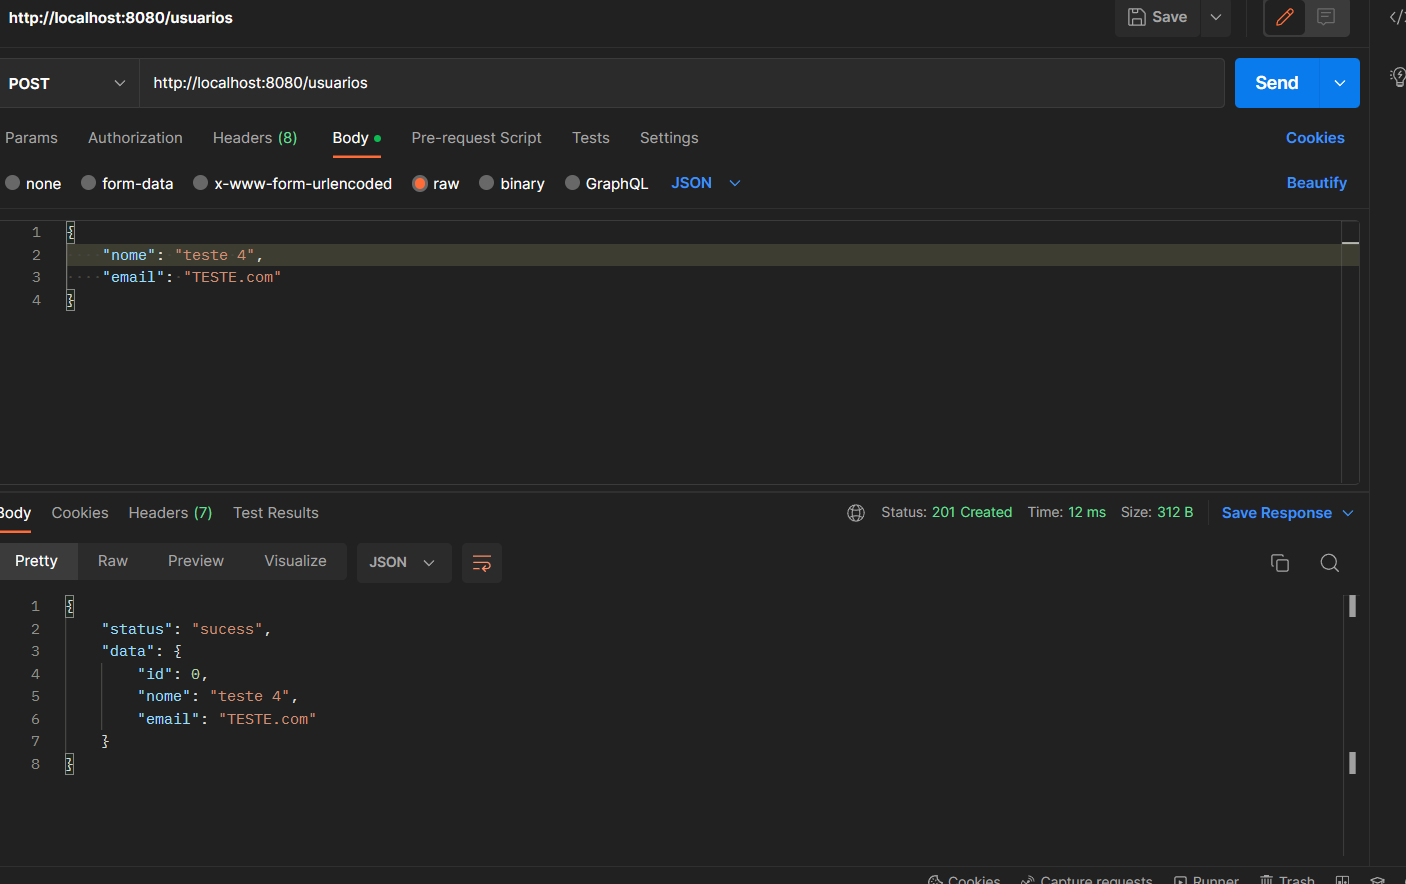 http://localhost:8080/usuarios
Save
POST
http://localhost:8080/usuarios
Send
Params Authorization Headers (8) Body Pre-request Script Tests Settings Cookies
none form-data x-www-form-urlencoded raw binary GraphQL JSON Beautify
1 {
2 "nome": "teste 4",
3 "email": "TESTE.com"
4 }
Body Cookies Headers (7) Test Results Status: 201 Created Time: 12 ms Size: 312 B Save Response
Pretty Raw Preview Visualize JSON
1 {
2 "status": "sucess",
3 "data": {
4 "id": 0,
5 "nome": "teste 4",
6 "email": "TESTE.com"
7 }
8 }
Cookies Capture requests Runner Trash